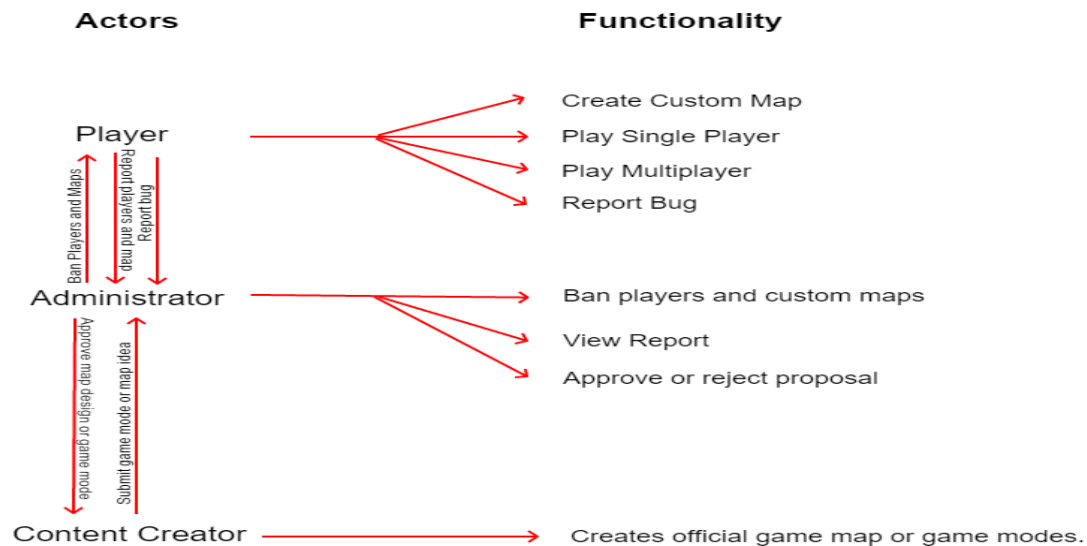 Actors
Functionality
Create Custom Map
Player
Play Single Player
Play Multiplayer
Report Bug
Ban Players and Maps
Report players and map
Report bug
Administrator
Ban players and custom maps
View Report
Approve or reject proposal
Approve map design or game mode
Submit game mode or map idea
Content Creator
Creates official game map or game modes.